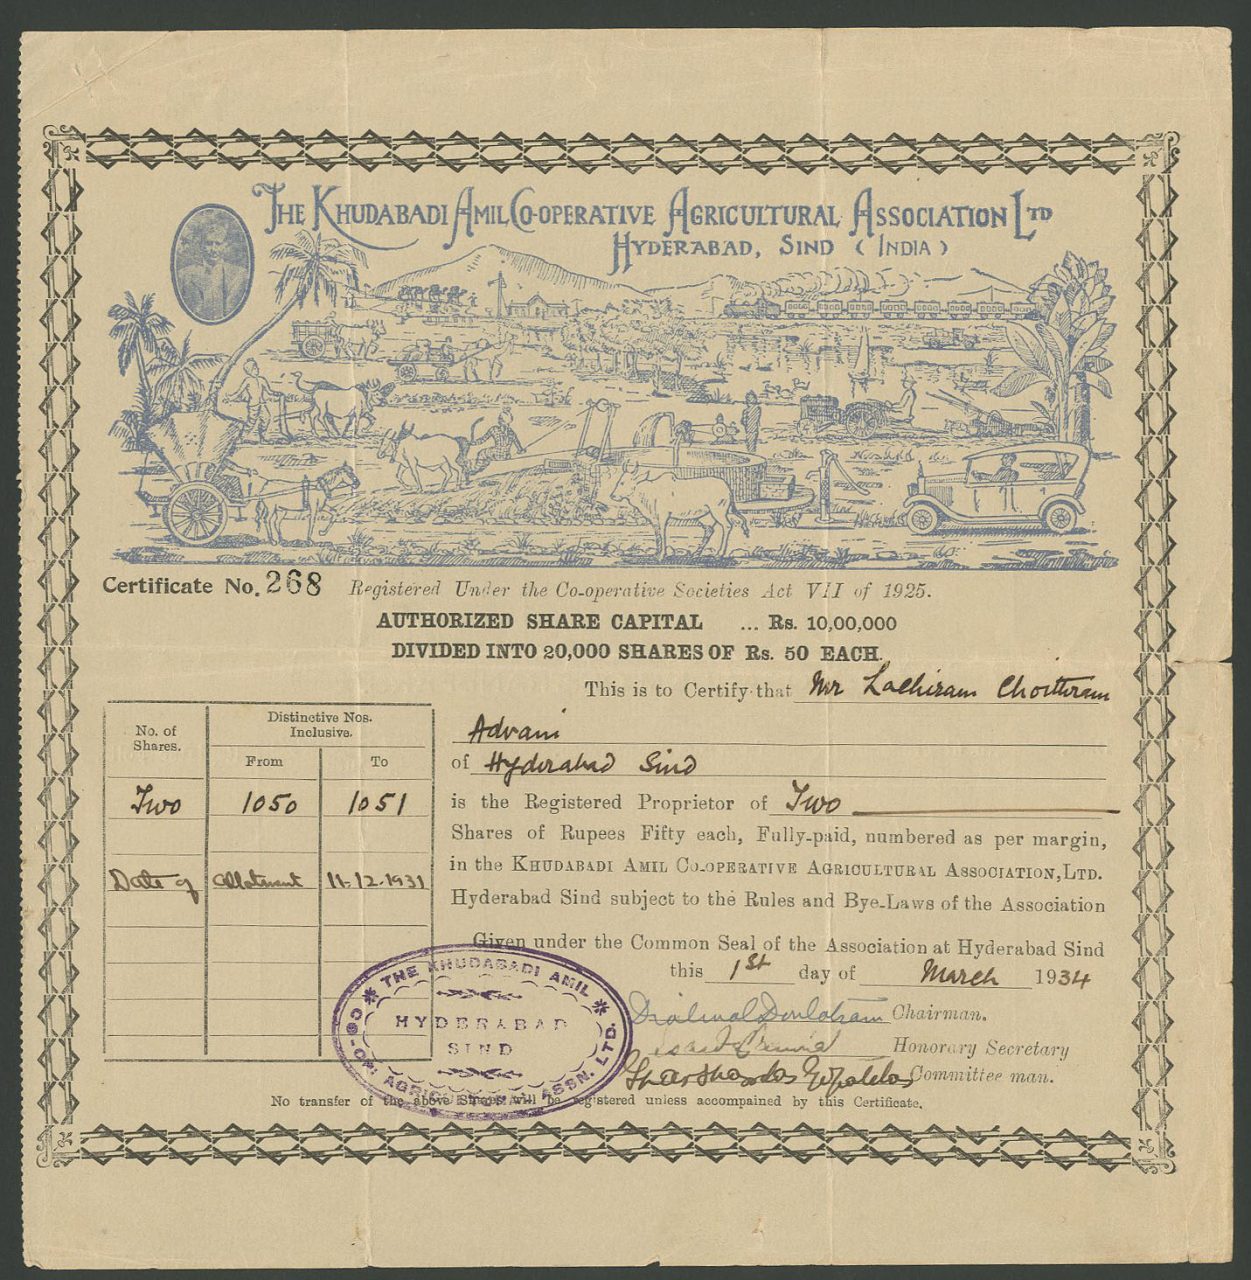 THE KHUDABADI AMIL CO-OPERATIVE AGRICULTURAL ASSOCIATION LTD
HYDERABAD, SIND (INDIA)
Certificate No. 268 Registered Under the Co-operative Societies Act VII of 1925.
AUTHORIZED SHARE CAPITAL ... Rs. 10,00,000
DIVIDED INTO 20,000 SHARES OF Rs. 50 EACH.
This is to Certify that Mr Lachiram Choithram
Advani
of Hyderabad Sind
is the Registered Proprietor of Two
Shares of Rupees Fifty each, Fully-paid, numbered as per margin,
in the KHUDABADI AMIL CO-OPERATIVE AGRICULTURAL ASSOCIATION, LTD.
Hyderabad Sind subject to the Rules and Bye-Laws of the Association
No. of Shares. Distinctive Nos. Inclusive.
From To
Two 1050 1051
Date of allotment 11-12-1931
Given under the Common Seal of the Association at Hyderabad Sind
this 1st day of March 1934
Chairman.
Honorary Secretary
Committee man.
THE KHUDABADI AMIL
HYDERABAD
SIND
CO-OP. AGRICULTURAL ASSN. LTD.
No transfer of the above Shares will be registered unless accompained by this Certificate.